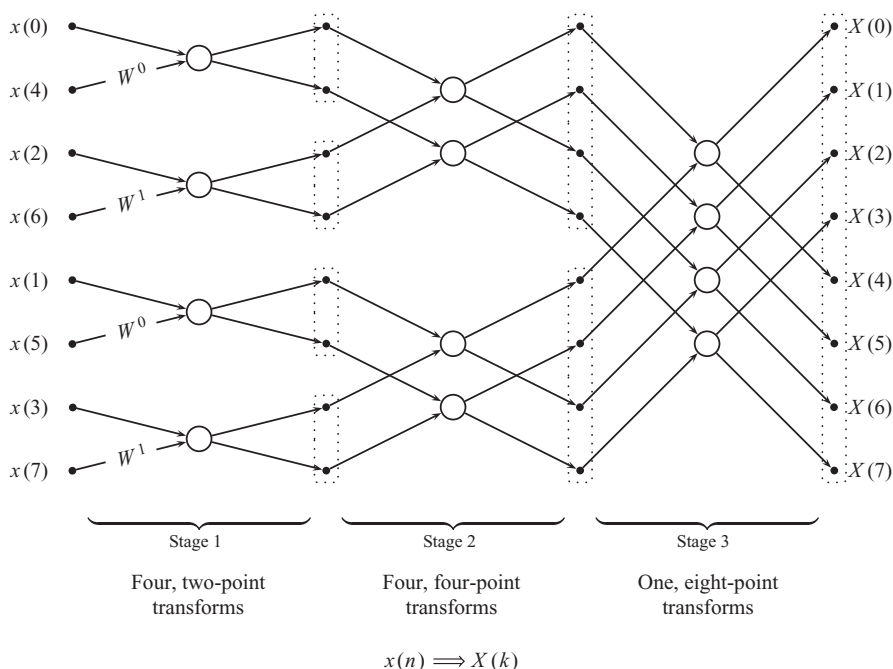 x(0) X(0)
W^0
x(4) X(1)
x(2) X(2)
W^1
x(6) X(3)
x(1) X(4)
W^0
x(5) X(5)
x(3) X(6)
W^1
x(7) X(7)
Stage 1 Stage 2 Stage 3
Four, two-point Four, four-point One, eight-point
transforms transforms transforms
x(n) ⟹ X(k)